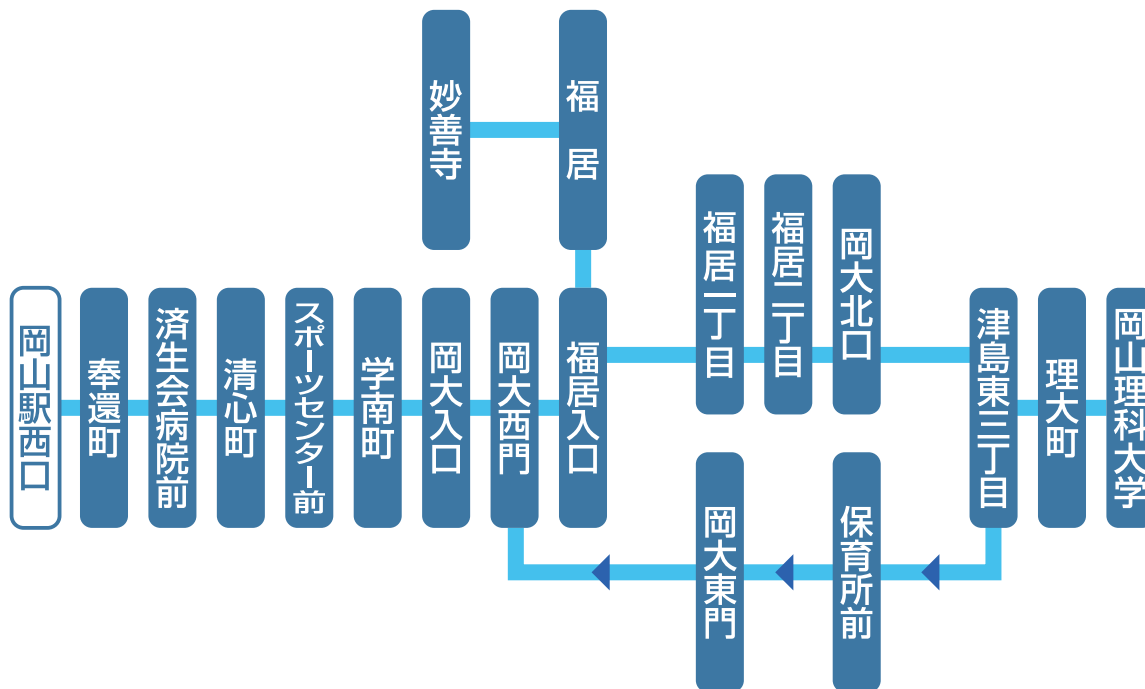 妙善寺
福居
福居一丁目
福居二丁目
岡大北口
岡山駅西口
奉還町
済生会病院前
清心町
スポーツセンター前
学南町
岡大入口
岡大西門
福居入口
津島東三丁目
理大町
岡山理科大学
岡大東門
保育所前